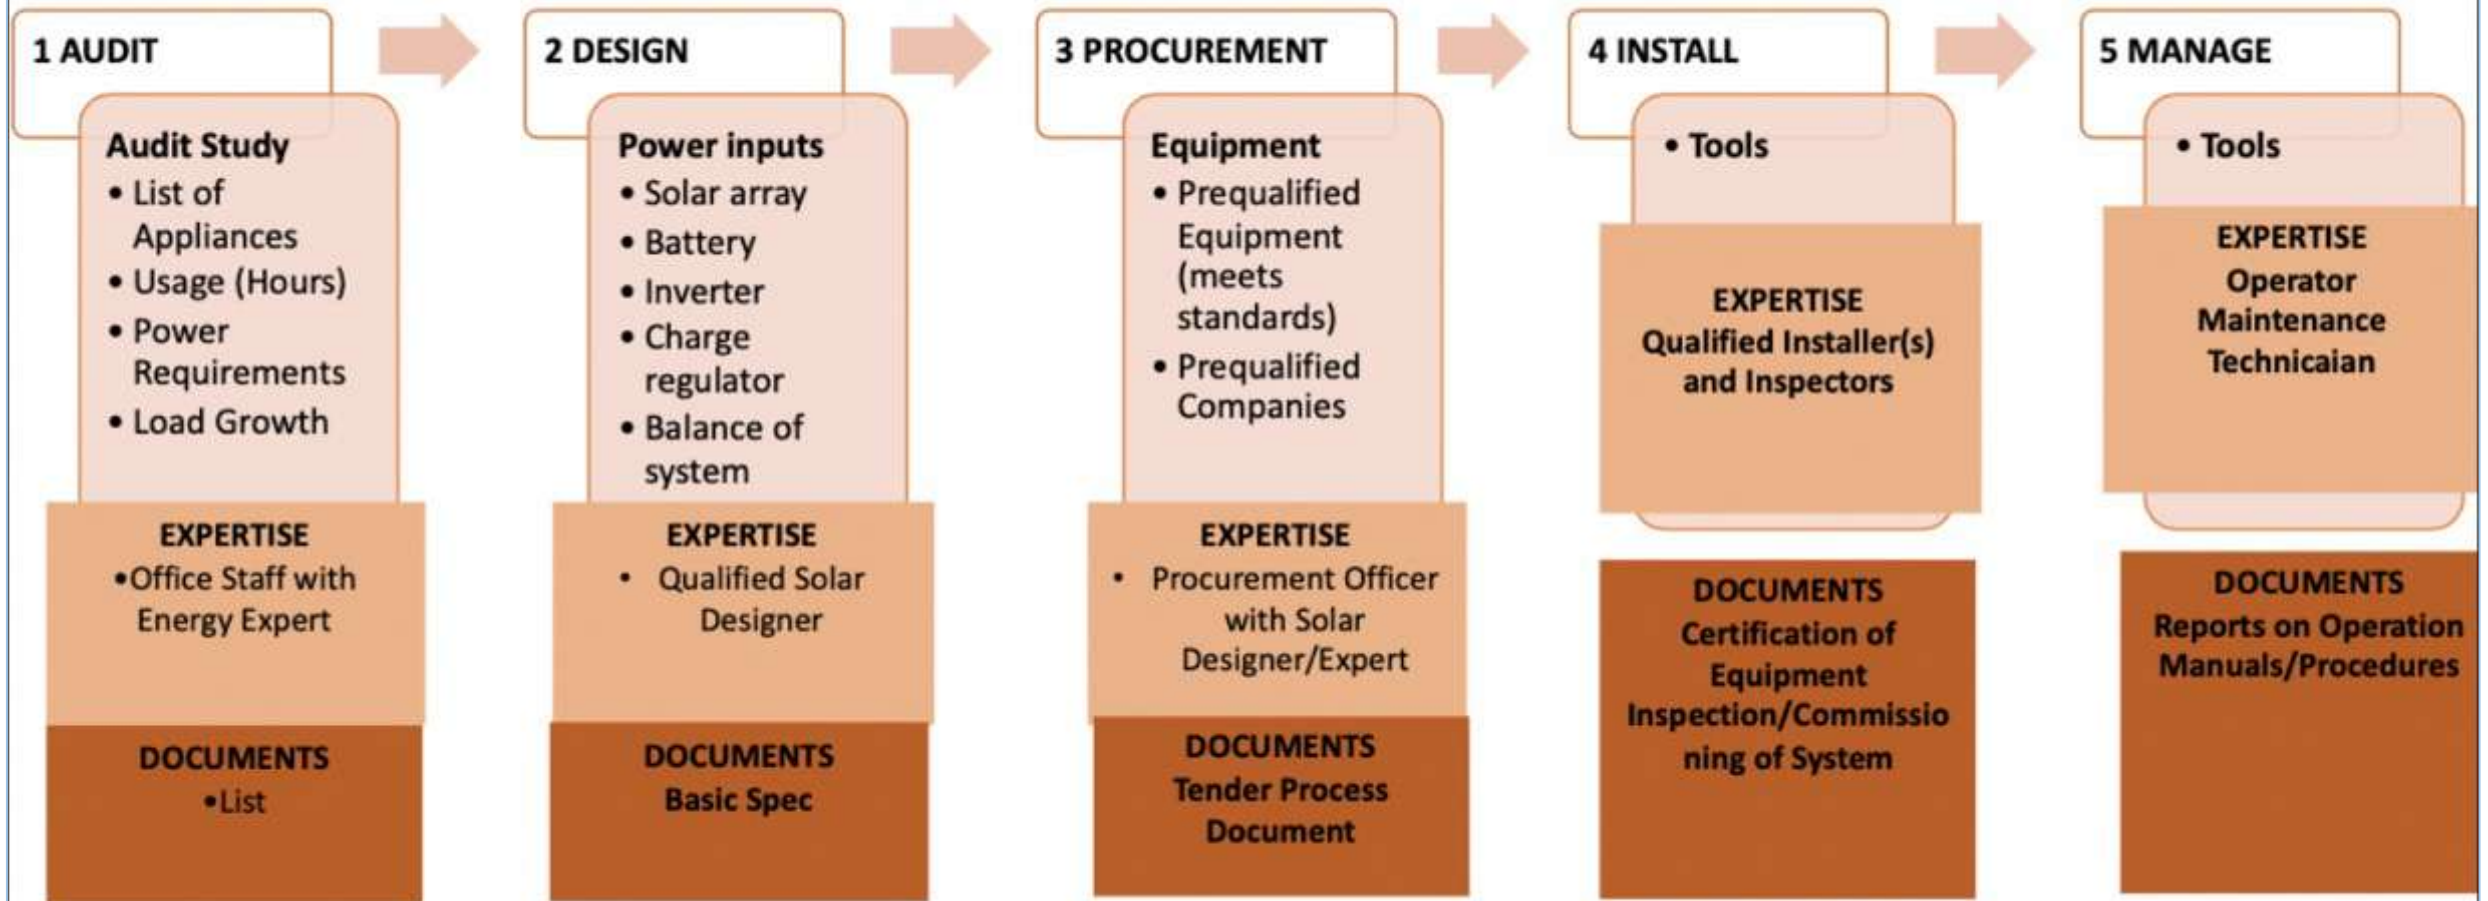 1 AUDIT
Audit Study
• List of
Appliances
• Usage (Hours)
• Power
Requirements
• Load Growth
EXPERTISE
•Office Staff with
Energy Expert
DOCUMENTS
•List
2 DESIGN
Power inputs
• Solar array
• Battery
• Inverter
• Charge
regulator
• Balance of
system
EXPERTISE
• Qualified Solar
Designer
DOCUMENTS
Basic Spec
3 PROCUREMENT
Equipment
• Prequalified
Equipment
(meets
standards)
• Prequalified
Companies
EXPERTISE
• Procurement Officer
with Solar
Designer/Expert
DOCUMENTS
Tender Process
Document
4 INSTALL
• Tools
EXPERTISE
Qualified Installer(s)
and Inspectors
DOCUMENTS
Certification of
Equipment
Inspection/Commissio
ning of System
5 MANAGE
• Tools
EXPERTISE
Operator
Maintenance
Technicaian
DOCUMENTS
Reports on Operation
Manuals/Procedures